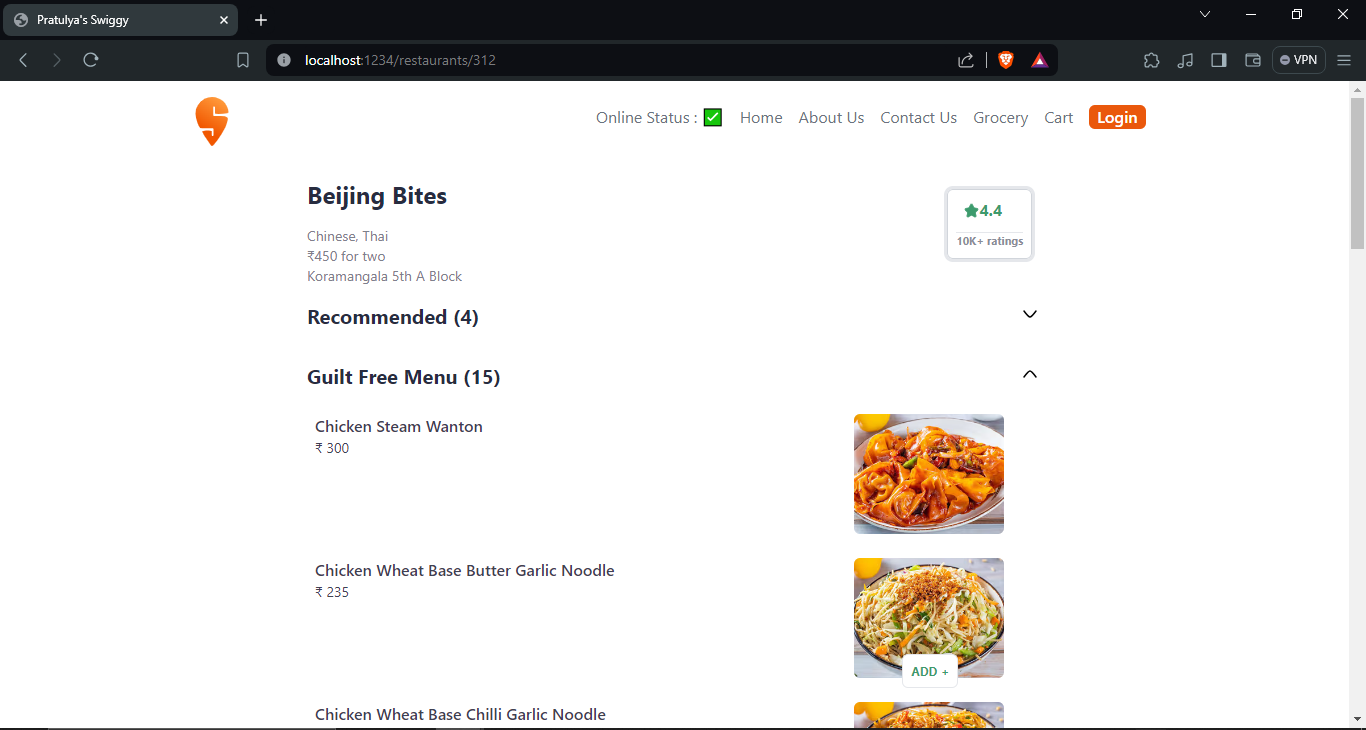 Pratulya's Swiggy
localhost:1234/restaurants/312
VPN
Online Status : ✅ Home About Us Contact Us Grocery Cart Login
Beijing Bites
Chinese, Thai
₹450 for two
Koramangala 5th A Block
4.4
10K+ ratings
Recommended (4)
Guilt Free Menu (15)
Chicken Steam Wanton
₹ 300
Chicken Wheat Base Butter Garlic Noodle
₹ 235
ADD +
Chicken Wheat Base Chilli Garlic Noodle